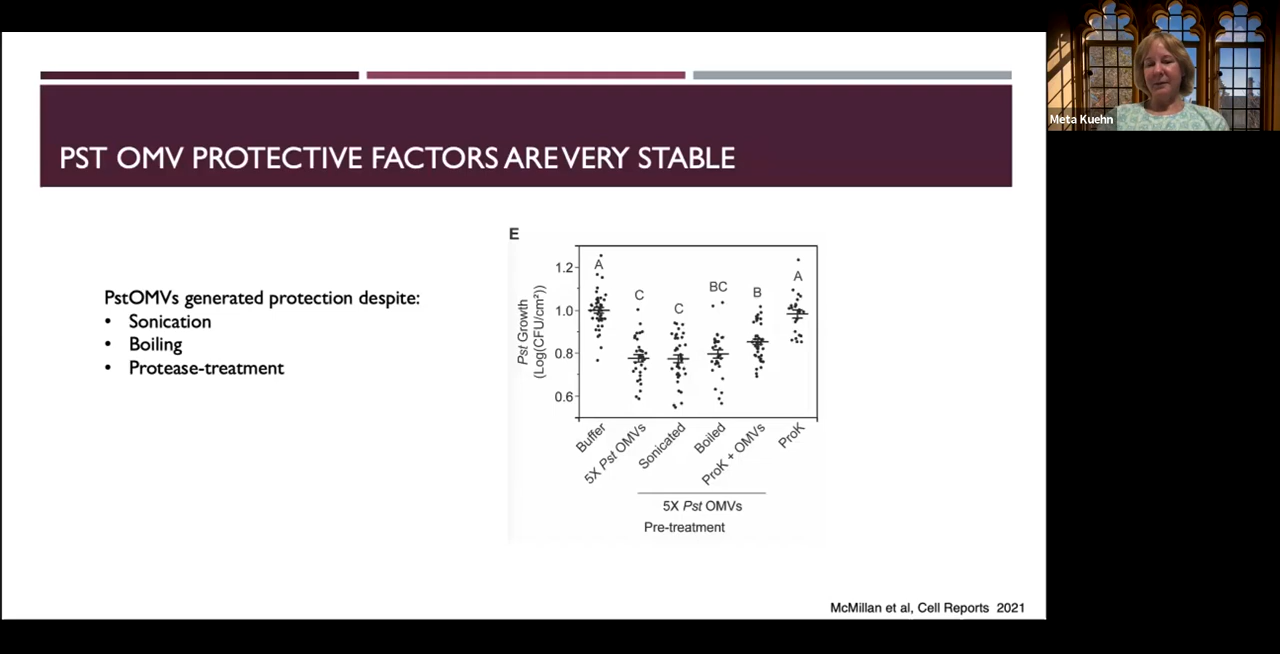 PST OMV PROTECTIVE FACTORS ARE VERY STABLE
Meta Kuehn
PstOMVs generated protection despite:
• Sonication
• Boiling
• Protease-treatment
E
Pst Growth
(Log(CFU/cm²))
1.2
1.0
0.8
0.6
A
C
C
BC
B
A
Buffer
5X Pst OMVs
Sonicated
Boiled
ProK + OMVs
ProK
5X Pst OMVs
Pre-treatment
McMillan et al, Cell Reports 2021